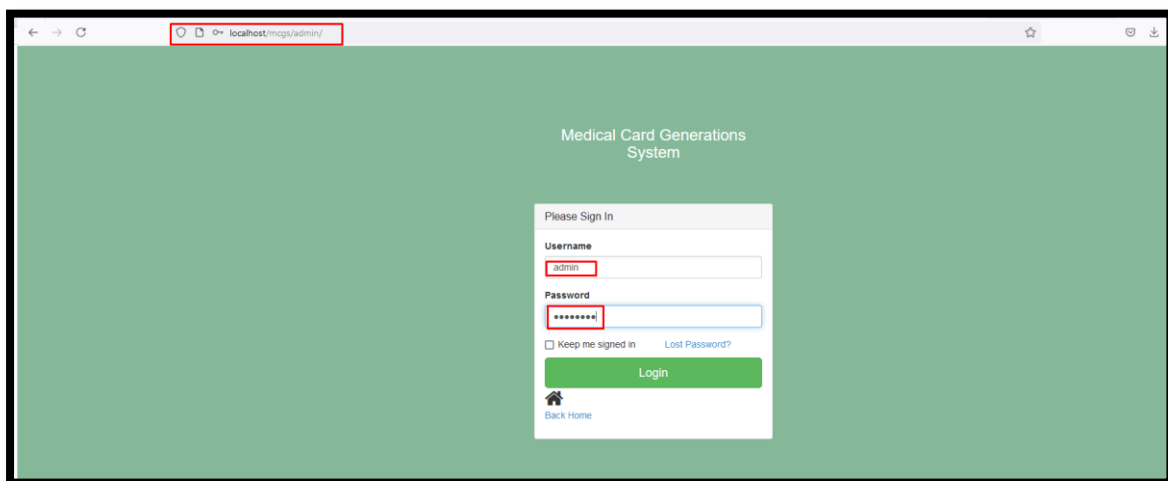 localhost/mcgs/admin/
Medical Card Generations
System
Please Sign In
Username
admin
Password
••••••••
Keep me signed in Lost Password?
Login
Back Home